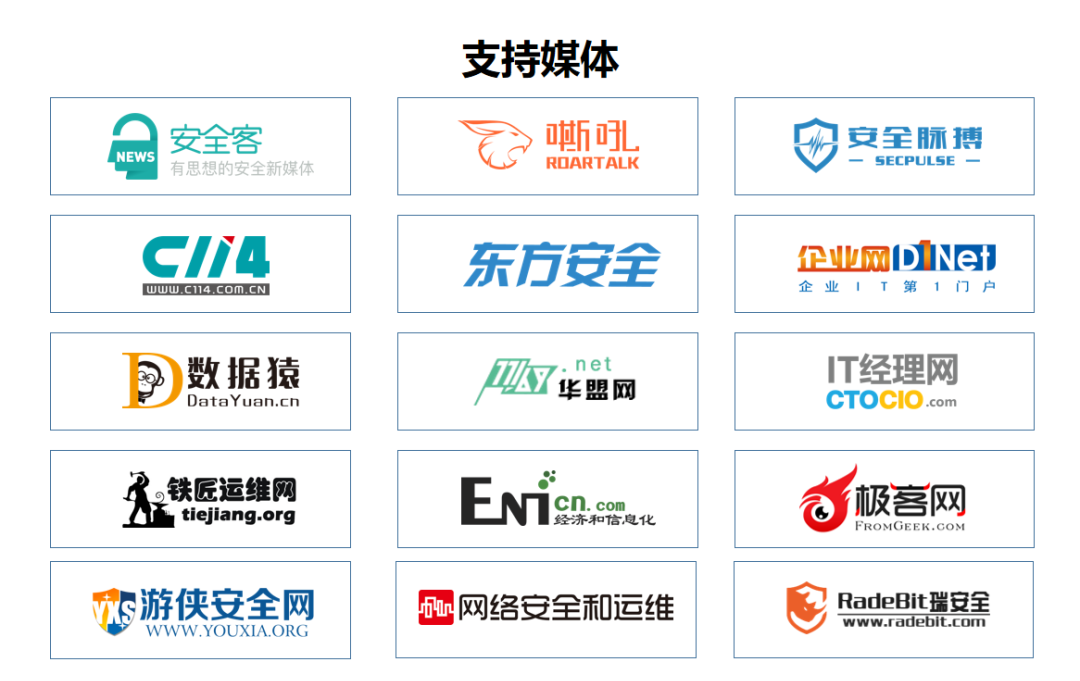 支持媒体
NEWS
安全客
有思想的安全新媒体
嘶吼
ROARTALK
安全脉搏
SECPULSE
C114
WWW.C114.COM.CN
东方安全
企业网D1Net
企业IT第1门户
数据猿
DataYuan.cn
.net
华盟网
IT经理网
CTOCIO.com
铁匠运维网
tiejiang.org
ENI
cn.com
经济和信息化
极客网
FROMGEEK.COM
YXS
游侠安全网
WWW.YOUXIA.ORG
网络安全和运维
RadeBit瑞安全
www.radebit.com